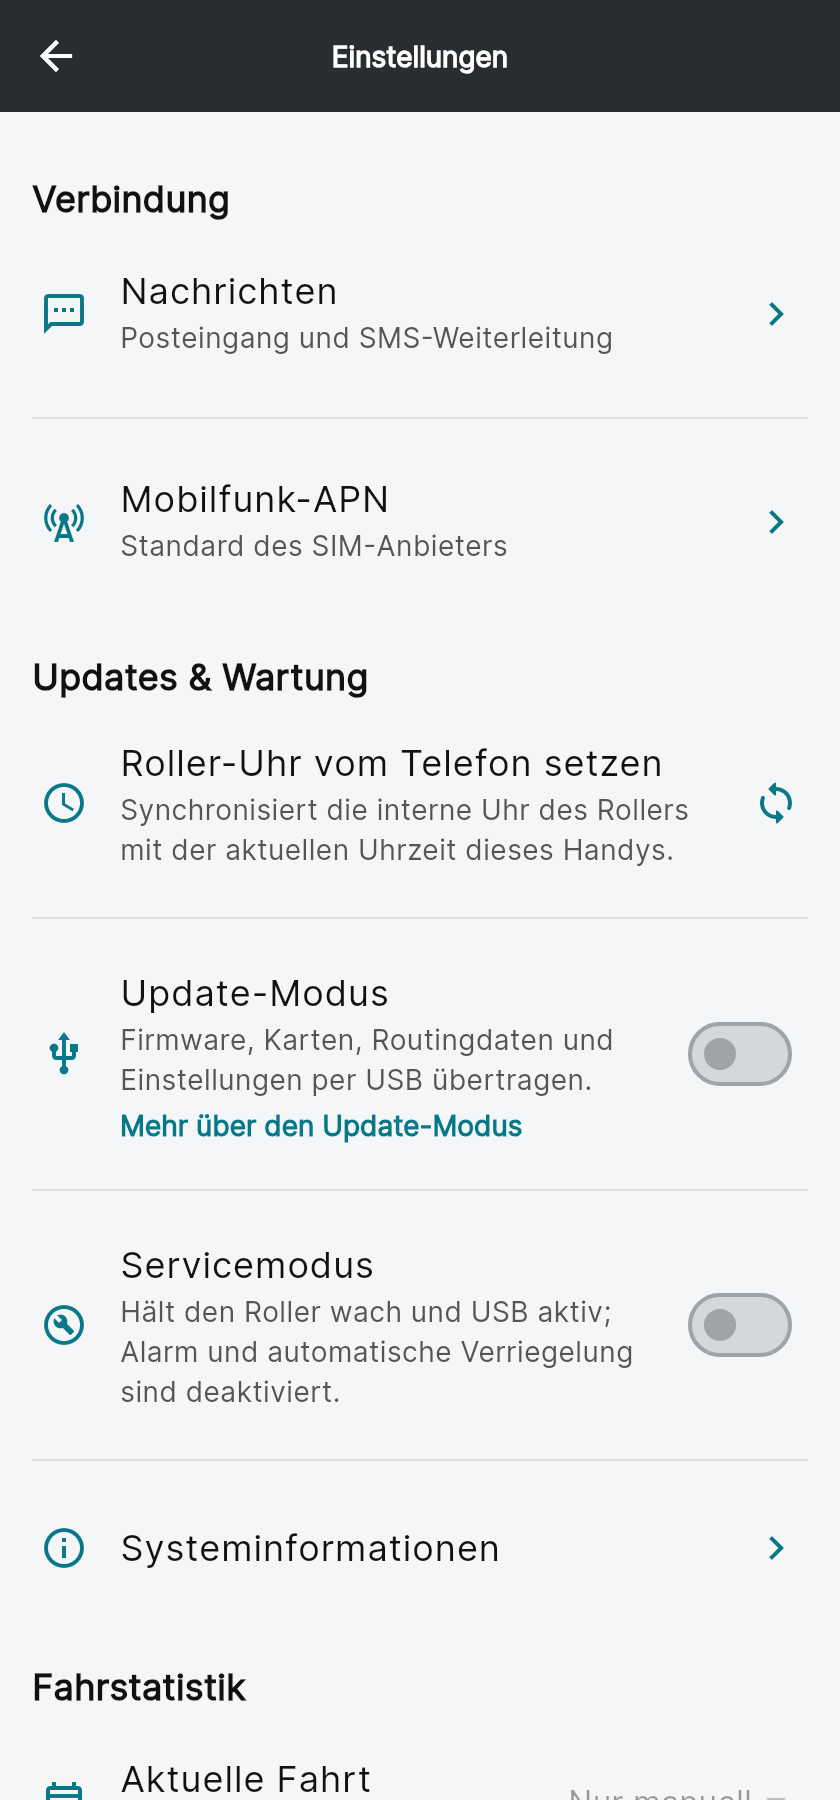 Einstellungen
Verbindung
Nachrichten
Posteingang und SMS-Weiterleitung
Mobilfunk-APN
Standard des SIM-Anbieters
Updates & Wartung
Roller-Uhr vom Telefon setzen
Synchronisiert die interne Uhr des Rollers
mit der aktuellen Uhrzeit dieses Handys.
Update-Modus
Firmware, Karten, Routingdaten und
Einstellungen per USB übertragen.
Mehr über den Update-Modus
Servicemodus
Hält den Roller wach und USB aktiv;
Alarm und automatische Verriegelung
sind deaktiviert.
Systeminformationen
Fahrstatistik
Aktuelle Fahrt
Nur manuell